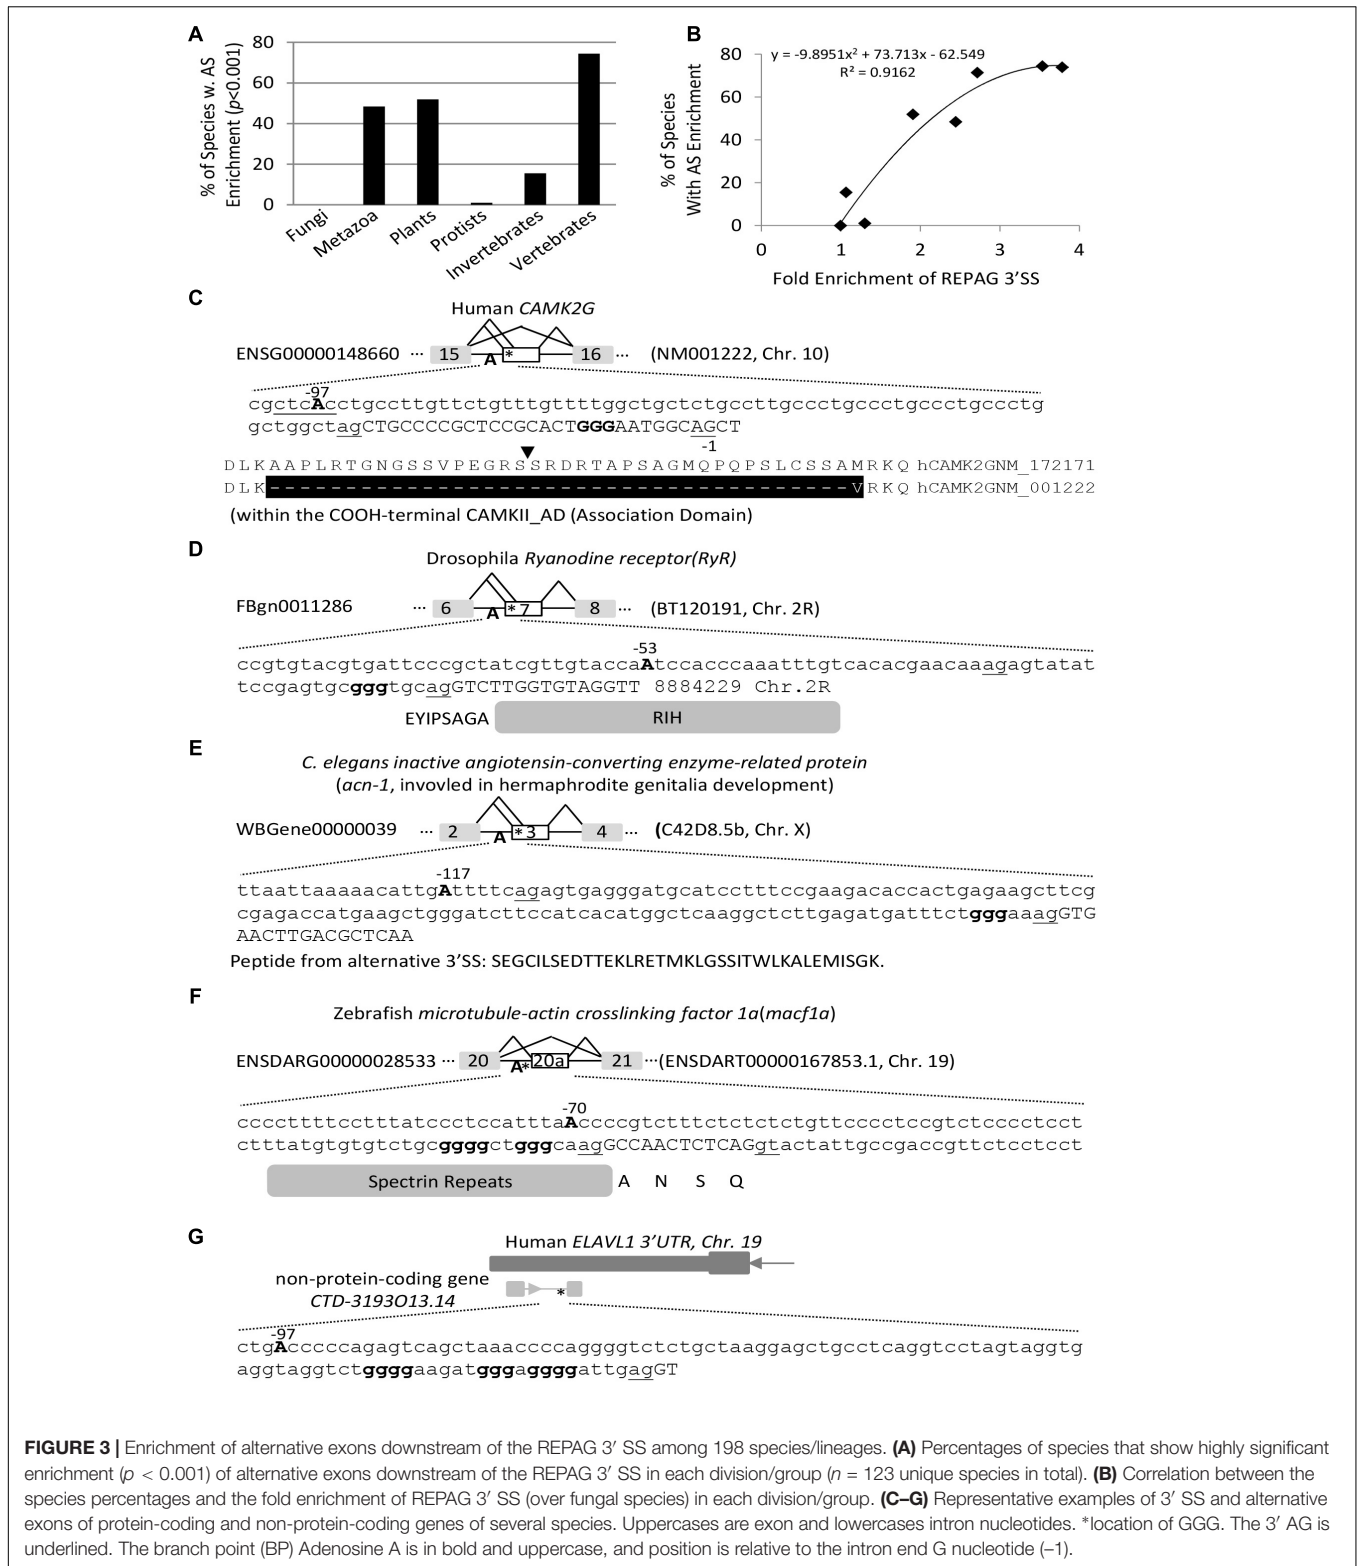 A
% of Species w. AS
Enrichment (p<0.001)
80
60
40
20
0
Fungi
Metazoa
Plants
Protists
Invertebrates
Vertebrates
B
% of Species
With AS Enrichment
80
60
40
20
0
y = -9.8951x² + 73.713x - 62.549
R² = 0.9162
0 1 2 3 4
Fold Enrichment of REPAG 3'SS
C
Human CAMK2G
ENSG00000148660 ... 15 A * 16 ... (NM001222, Chr. 10)
-97
cgctcAcctgccttgttctgtttgttttggctgctctgccttgccctgccctgccctgccctg
gctggctagCTGCCCCGCTCCGCACTGGGAATGGCAGCT
-1
DLKAAPLRTGNGSSVPEGRSSRDRTAPSAGMQPQPSLCSSAMRKQ hCAMK2GNM_172171
DLK--------------------------------------VRKQ hCAMK2GNM_001222
(within the COOH-terminal CAMKII_AD (Association Domain)
D
Drosophila Ryanodine receptor(RyR)
FBgn0011286 ... 6 A *7 8 ... (BT120191, Chr. 2R)
-53
ccgtgtacgtgattcccgctatcgttgtaccaAtccacccaaatttgtcacacgaacaaagagtatat
tccgagtgcgggtgcagGTCTTGGTGTAGGTT 8884229 Chr.2R
EYIPSAGA RIH
E
C. elegans inactive angiotensin-converting enzyme-related protein
(acn-1, invovled in hermaphrodite genitalia development)
WBGene00000039 ... 2 A *3 4 ... (C42D8.5b, Chr. X)
-117
ttaattaaaaacattgAttttcagagtgagggatgcatcctttccgaagacaccactgagaagcttcg
cgagaccatgaagctgggatcttccatcacatggctcaaggctcttgagatgatttctgggaaagGTG
AACTTGACGCTCAA
Peptide from alternative 3'SS: SEGCILSEDTTEKLRETMKLGSSITWLKALEMISGK.
F
Zebrafish microtubule-actin crosslinking factor 1a(macf1a)
ENSDARG00000028533 ... 20 A* 20a 21 ...(ENSDART00000167853.1, Chr. 19)
-70
cccctttttcctttatcctccatttaAccccgtctttctctctctgttcccctccgtctcccctcct
ctttatgtgtgtctgcggggctgggcaagGCCAACTCTCAGgtactattgccgaccgttctcctcct
Spectrin Repeats A N S Q
G
Human ELAVL1 3'UTR, Chr. 19
non-protein-coding gene
CTD-3193O13.14
*
-97
ctgAcccccagagtcagctaaaccccaggggtctctgctaaggagctgcctcaggtcctagtaggtg
aggtaggtctggggaagatgggaggggattgagGT
FIGURE 3 | Enrichment of alternative exons downstream of the REPAG 3′ SS among 198 species/lineages. (A) Percentages of species that show highly significant
enrichment (p < 0.001) of alternative exons downstream of the REPAG 3′ SS in each division/group (n = 123 unique species in total). (B) Correlation between the
species percentages and the fold enrichment of REPAG 3′ SS (over fungal species) in each division/group. (C–G) Representative examples of 3′ SS and alternative
exons of protein-coding and non-protein-coding genes of several species. Uppercases are exon and lowercases intron nucleotides. *location of GGG. The 3′ AG is
underlined. The branch point (BP) Adenosine A is in bold and uppercase, and position is relative to the intron end G nucleotide (−1).